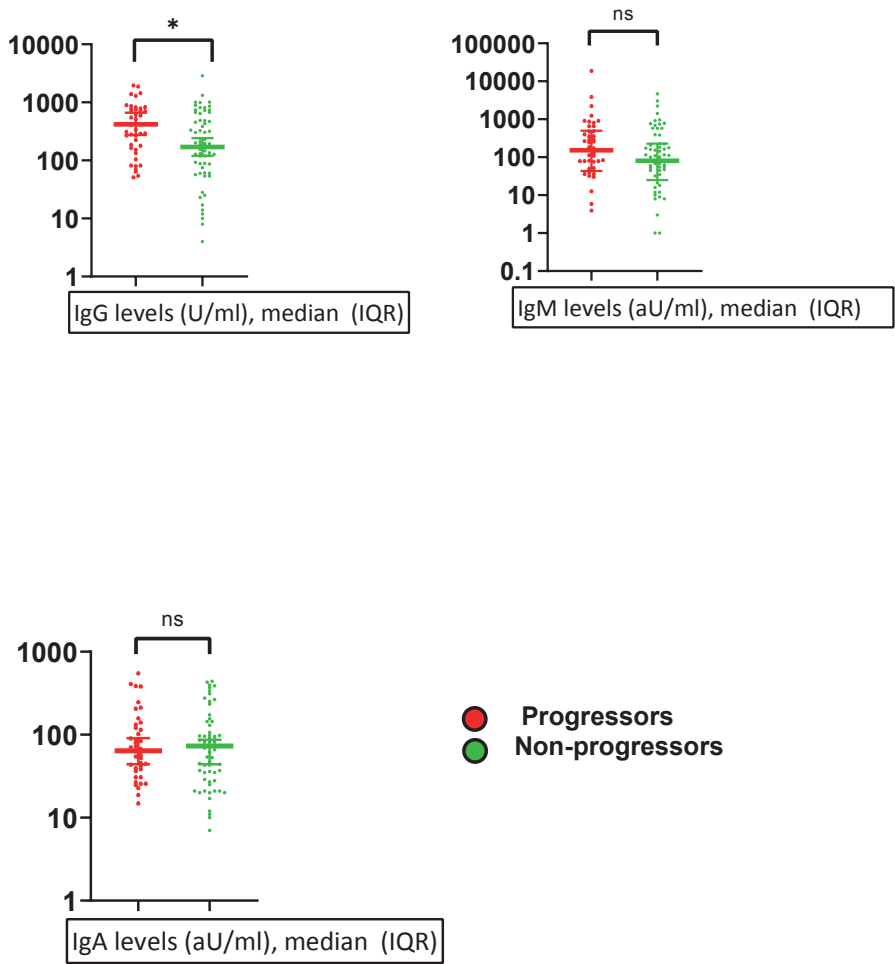 *
10000
1000
100
10
1
IgG levels (U/ml), median (IQR)
ns
100000
10000
1000
100
10
1
0.1
IgM levels (aU/ml), median (IQR)
ns
1000
100
10
1
IgA levels (aU/ml), median (IQR)
Progressors
Non-progressors